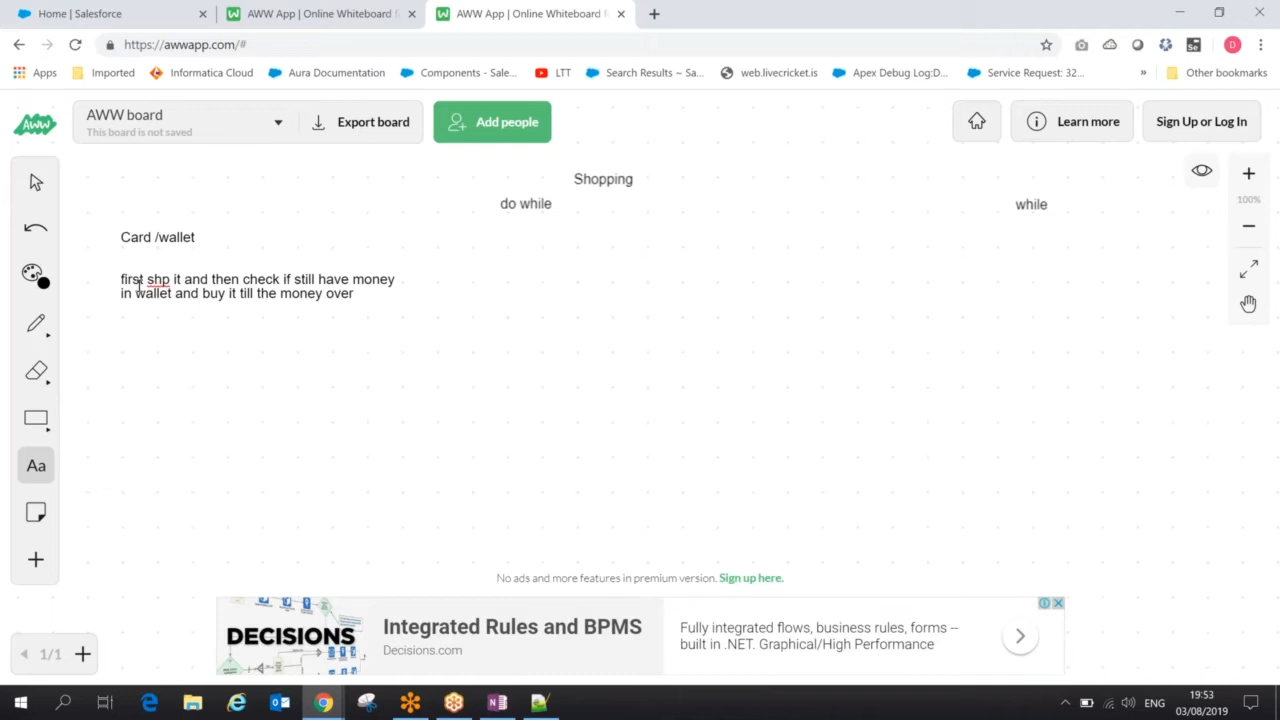 Home | Salesforce
AWW App | Online Whiteboard
AWW App | Online Whiteboard
https://awwapp.com/#
D
Apps
Imported
Informatica Cloud
Aura Documentation
Components - Sale...
LTT
Search Results ~ Sa...
web.livecricket.is
Apex Debug Log:D...
Service Request: 32...
»
Other bookmarks
AWW
AWW board
This board is not saved
Export board
Add people
Learn more
Sign Up or Log In
Shopping
do while
while
100%
Card /wallet
first shp it and then check if still have money
in wallet and buy it till the money over
Aa
No ads and more features in premium version. Sign up here.
DECISIONS
Integrated Rules and BPMS
Decisions.com
Fully integrated flows, business rules, forms --
built in .NET. Graphical/High Performance
1/1
ENG
19:53
03/08/2019